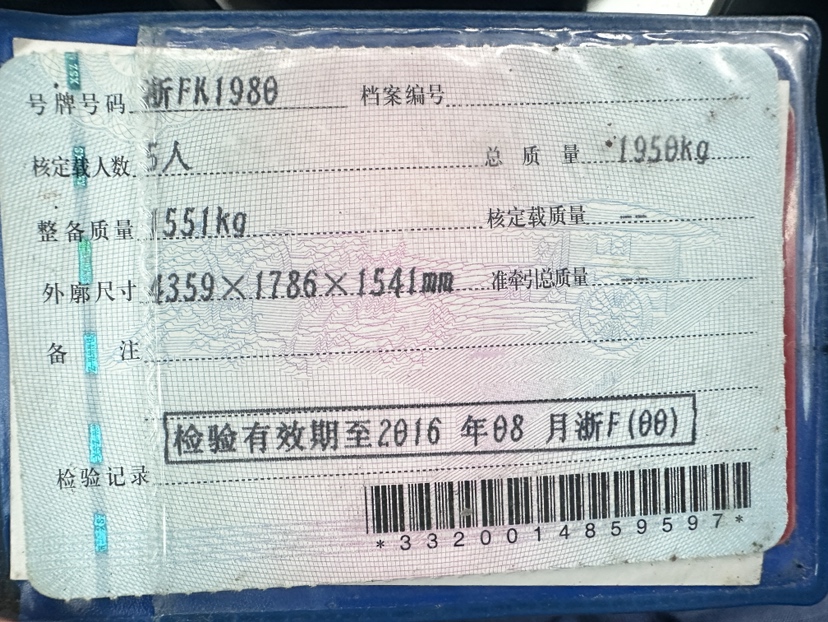 号牌号码 浙FK1980 档案编号
核定载人数 5人 总质量 1950kg
整备质量 1551kg 核定载质量 --
外廓尺寸 4359×1786×1541mm 准牵引总质量 --
备注
检验有效期至2016年08月浙F(00)
检验记录
*3320014859597*